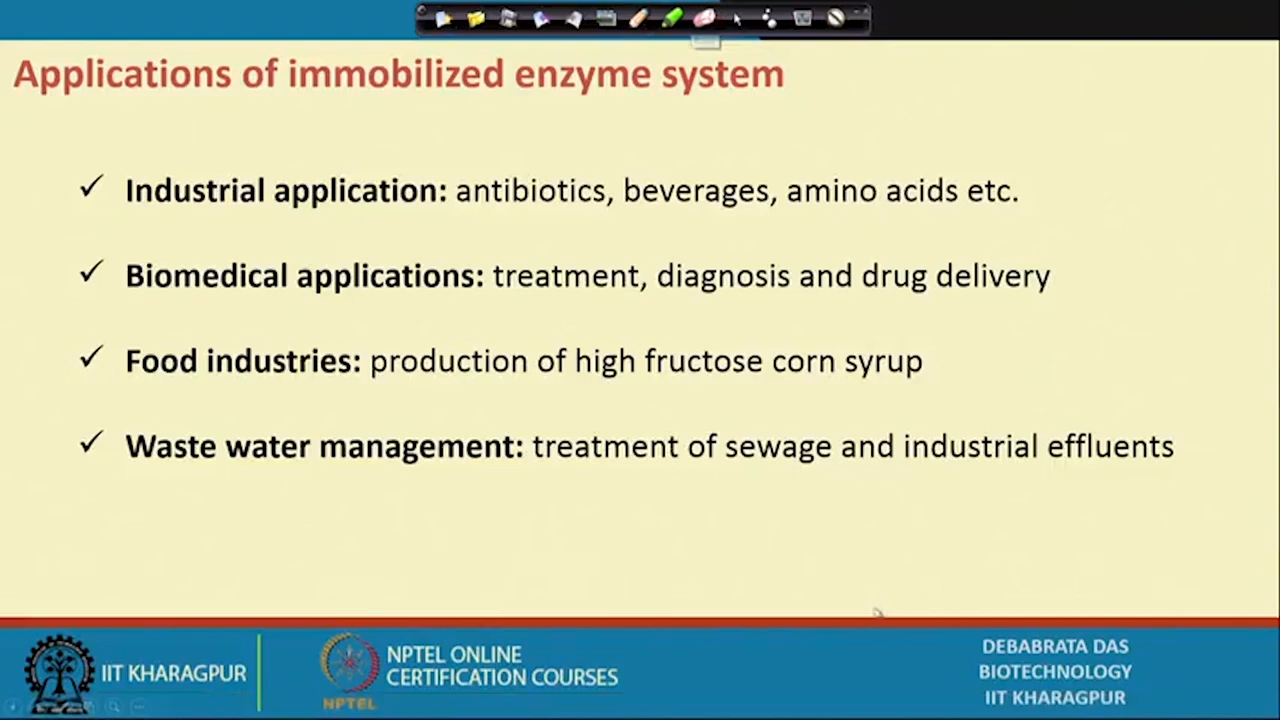 Applications of immobilized enzyme system
✓ Industrial application: antibiotics, beverages, amino acids etc.
✓ Biomedical applications: treatment, diagnosis and drug delivery
✓ Food industries: production of high fructose corn syrup
✓ Waste water management: treatment of sewage and industrial effluents
IIT KHARAGPUR
NPTEL
NPTEL ONLINE
CERTIFICATION COURSES
DEBABRATA DAS
BIOTECHNOLOGY
IIT KHARAGPUR